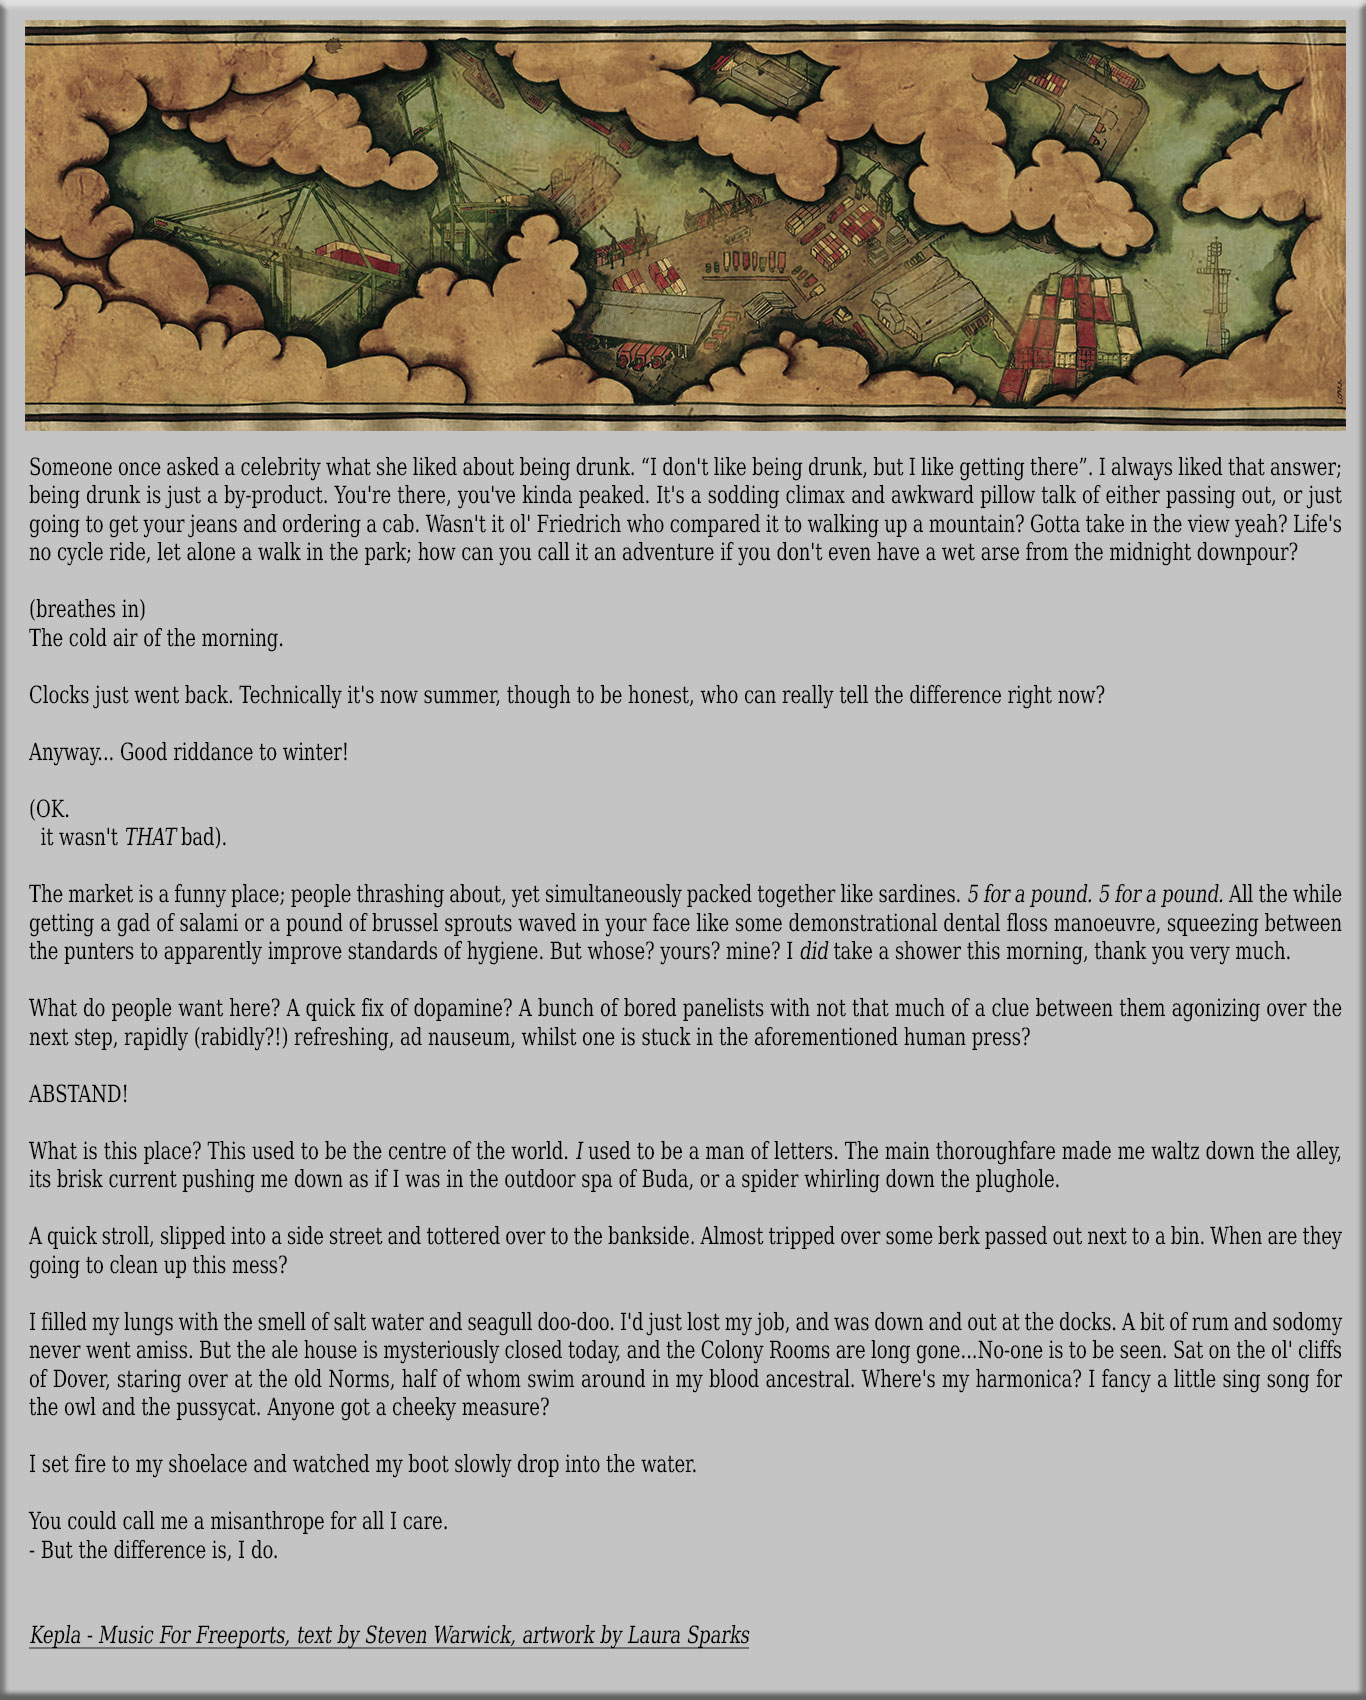 Someone once asked a celebrity what she liked about being drunk. “I don't like being drunk, but I like getting there”. I always liked that answer;
being drunk is just a by-product. You're there, you've kinda peaked. It's a sodding climax and awkward pillow talk of either passing out, or just
going to get your jeans and ordering a cab. Wasn't it ol' Friedrich who compared it to walking up a mountain? Gotta take in the view yeah? Life's
no cycle ride, let alone a walk in the park; how can you call it an adventure if you don't even have a wet arse from the midnight downpour?
(breathes in)
The cold air of the morning.
Clocks just went back. Technically it's now summer, though to be honest, who can really tell the difference right now?
Anyway... Good riddance to winter!
(OK.
it wasn't THAT bad).
The market is a funny place; people thrashing about, yet simultaneously packed together like sardines. 5 for a pound. 5 for a pound. All the while
getting a gad of salami or a pound of brussel sprouts waved in your face like some demonstrational dental floss manoeuvre, squeezing between
the punters to apparently improve standards of hygiene. But whose? yours? mine? I did take a shower this morning, thank you very much.
What do people want here? A quick fix of dopamine? A bunch of bored panelists with not that much of a clue between them agonizing over the
next step, rapidly (rabidly?!) refreshing, ad nauseum, whilst one is stuck in the aforementioned human press?
ABSTAND!
What is this place? This used to be the centre of the world. I used to be a man of letters. The main thoroughfare made me waltz down the alley,
its brisk current pushing me down as if I was in the outdoor spa of Buda, or a spider whirling down the plughole.
A quick stroll, slipped into a side street and tottered over to the bankside. Almost tripped over some berk passed out next to a bin. When are they
going to clean up this mess?
I filled my lungs with the smell of salt water and seagull doo-doo. I'd just lost my job, and was down and out at the docks. A bit of rum and sodomy
never went amiss. But the ale house is mysteriously closed today, and the Colony Rooms are long gone...No-one is to be seen. Sat on the ol' cliffs
of Dover, staring over at the old Norms, half of whom swim around in my blood ancestral. Where's my harmonica? I fancy a little sing song for
the owl and the pussycat. Anyone got a cheeky measure?
I set fire to my shoelace and watched my boot slowly drop into the water.
You could call me a misanthrope for all I care.
- But the difference is, I do.
Kepla - Music For Freeports, text by Steven Warwick, artwork by Laura Sparks